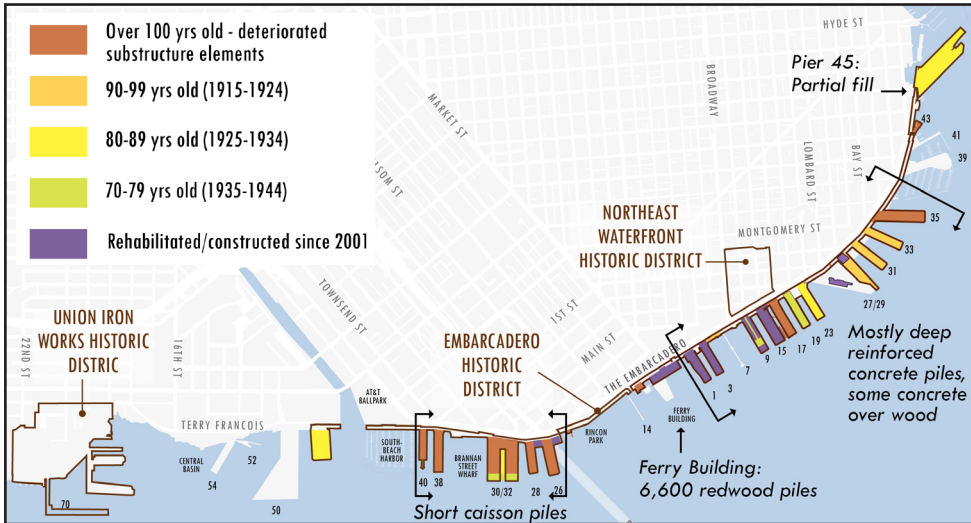 Over 100 yrs old - deteriorated
substructure elements
90-99 yrs old (1915-1924)
80-89 yrs old (1925-1934)
70-79 yrs old (1935-1944)
Rehabilitated/constructed since 2001
HYDE ST
Pier 45:
Partial fill
BROADWAY
MARKET ST
LSOM ST
LOMBARD ST
BAY ST
43
41
39
NORTHEAST
WATERFRONT
HISTORIC DISTRICT
MONTGOMERY ST
35
33
31
27/29
TOWNSEND ST
1ST ST
MAIN ST
UNION IRON
WORKS HISTORIC
DISTRIC
22ND ST
16TH ST
EMBARCADERO
HISTORIC
DISTRICT
THE EMBARCADERO
23
19
17
15
9
7
3
1
Mostly deep
reinforced
concrete piles,
some concrete
over wood
AT&T
BALLPARK
TERRY FRANCOIS
RINCON
PARK
14
FERRY
BUILDING
CENTRAL
BASIN
52
54
50
70
SOUTH-
BEACH
HARBOR
40
38
BRANNAN
STREET
WHARF
30/32
28
26
Ferry Building:
6,600 redwood piles
Short caisson piles